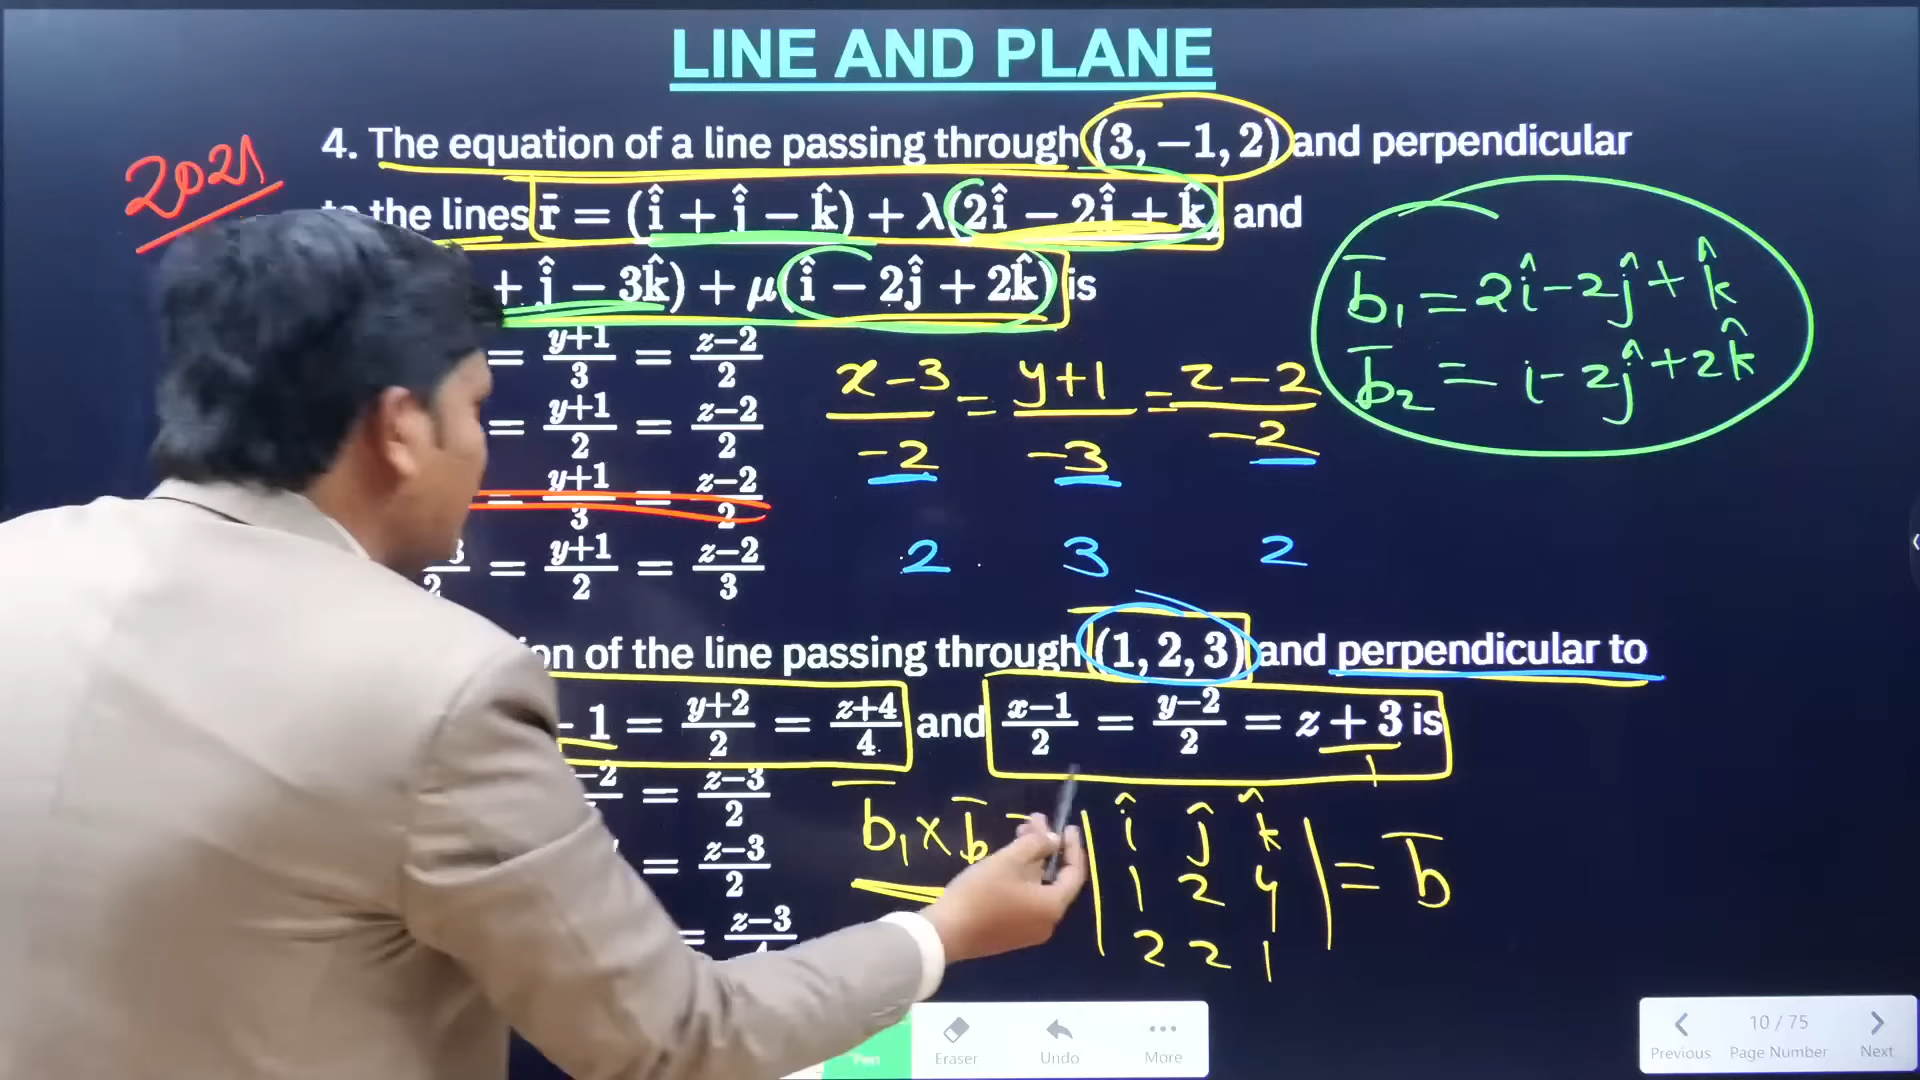 LINE AND PLANE
2021
4. The equation of a line passing through (3, −1, 2) and perpendicular
the lines r̄ = (î + ĵ − k̂) + λ(2î − 2ĵ + k̂) and
+ ĵ − 3k̂) + μ(î − 2ĵ + 2k̂) is
b̄₁ = 2î − 2ĵ + k̂
b̄₂ = i − 2ĵ + 2k̂
= y+1/3 = z−2/2
= y+1/2 = z−2/2
= y+1/3 = z−2/2
= y+1/2 = z−2/3
x−3/−2 = y+1/−3 = z−2/−2
2 3 2
of the line passing through (1, 2, 3) and perpendicular to
− 1 = y+2/2 = z+4/4 and x−1/2 = y−2/2 = z + 3 is
1
= z−3/2
= z−3/2
= z−3/4
b̄₁ × b̄
î ĵ k̂
1 2 4
2 2 1
= b̄
Pen
Eraser
Undo
More
Previous
10 / 75
Page Number
Next